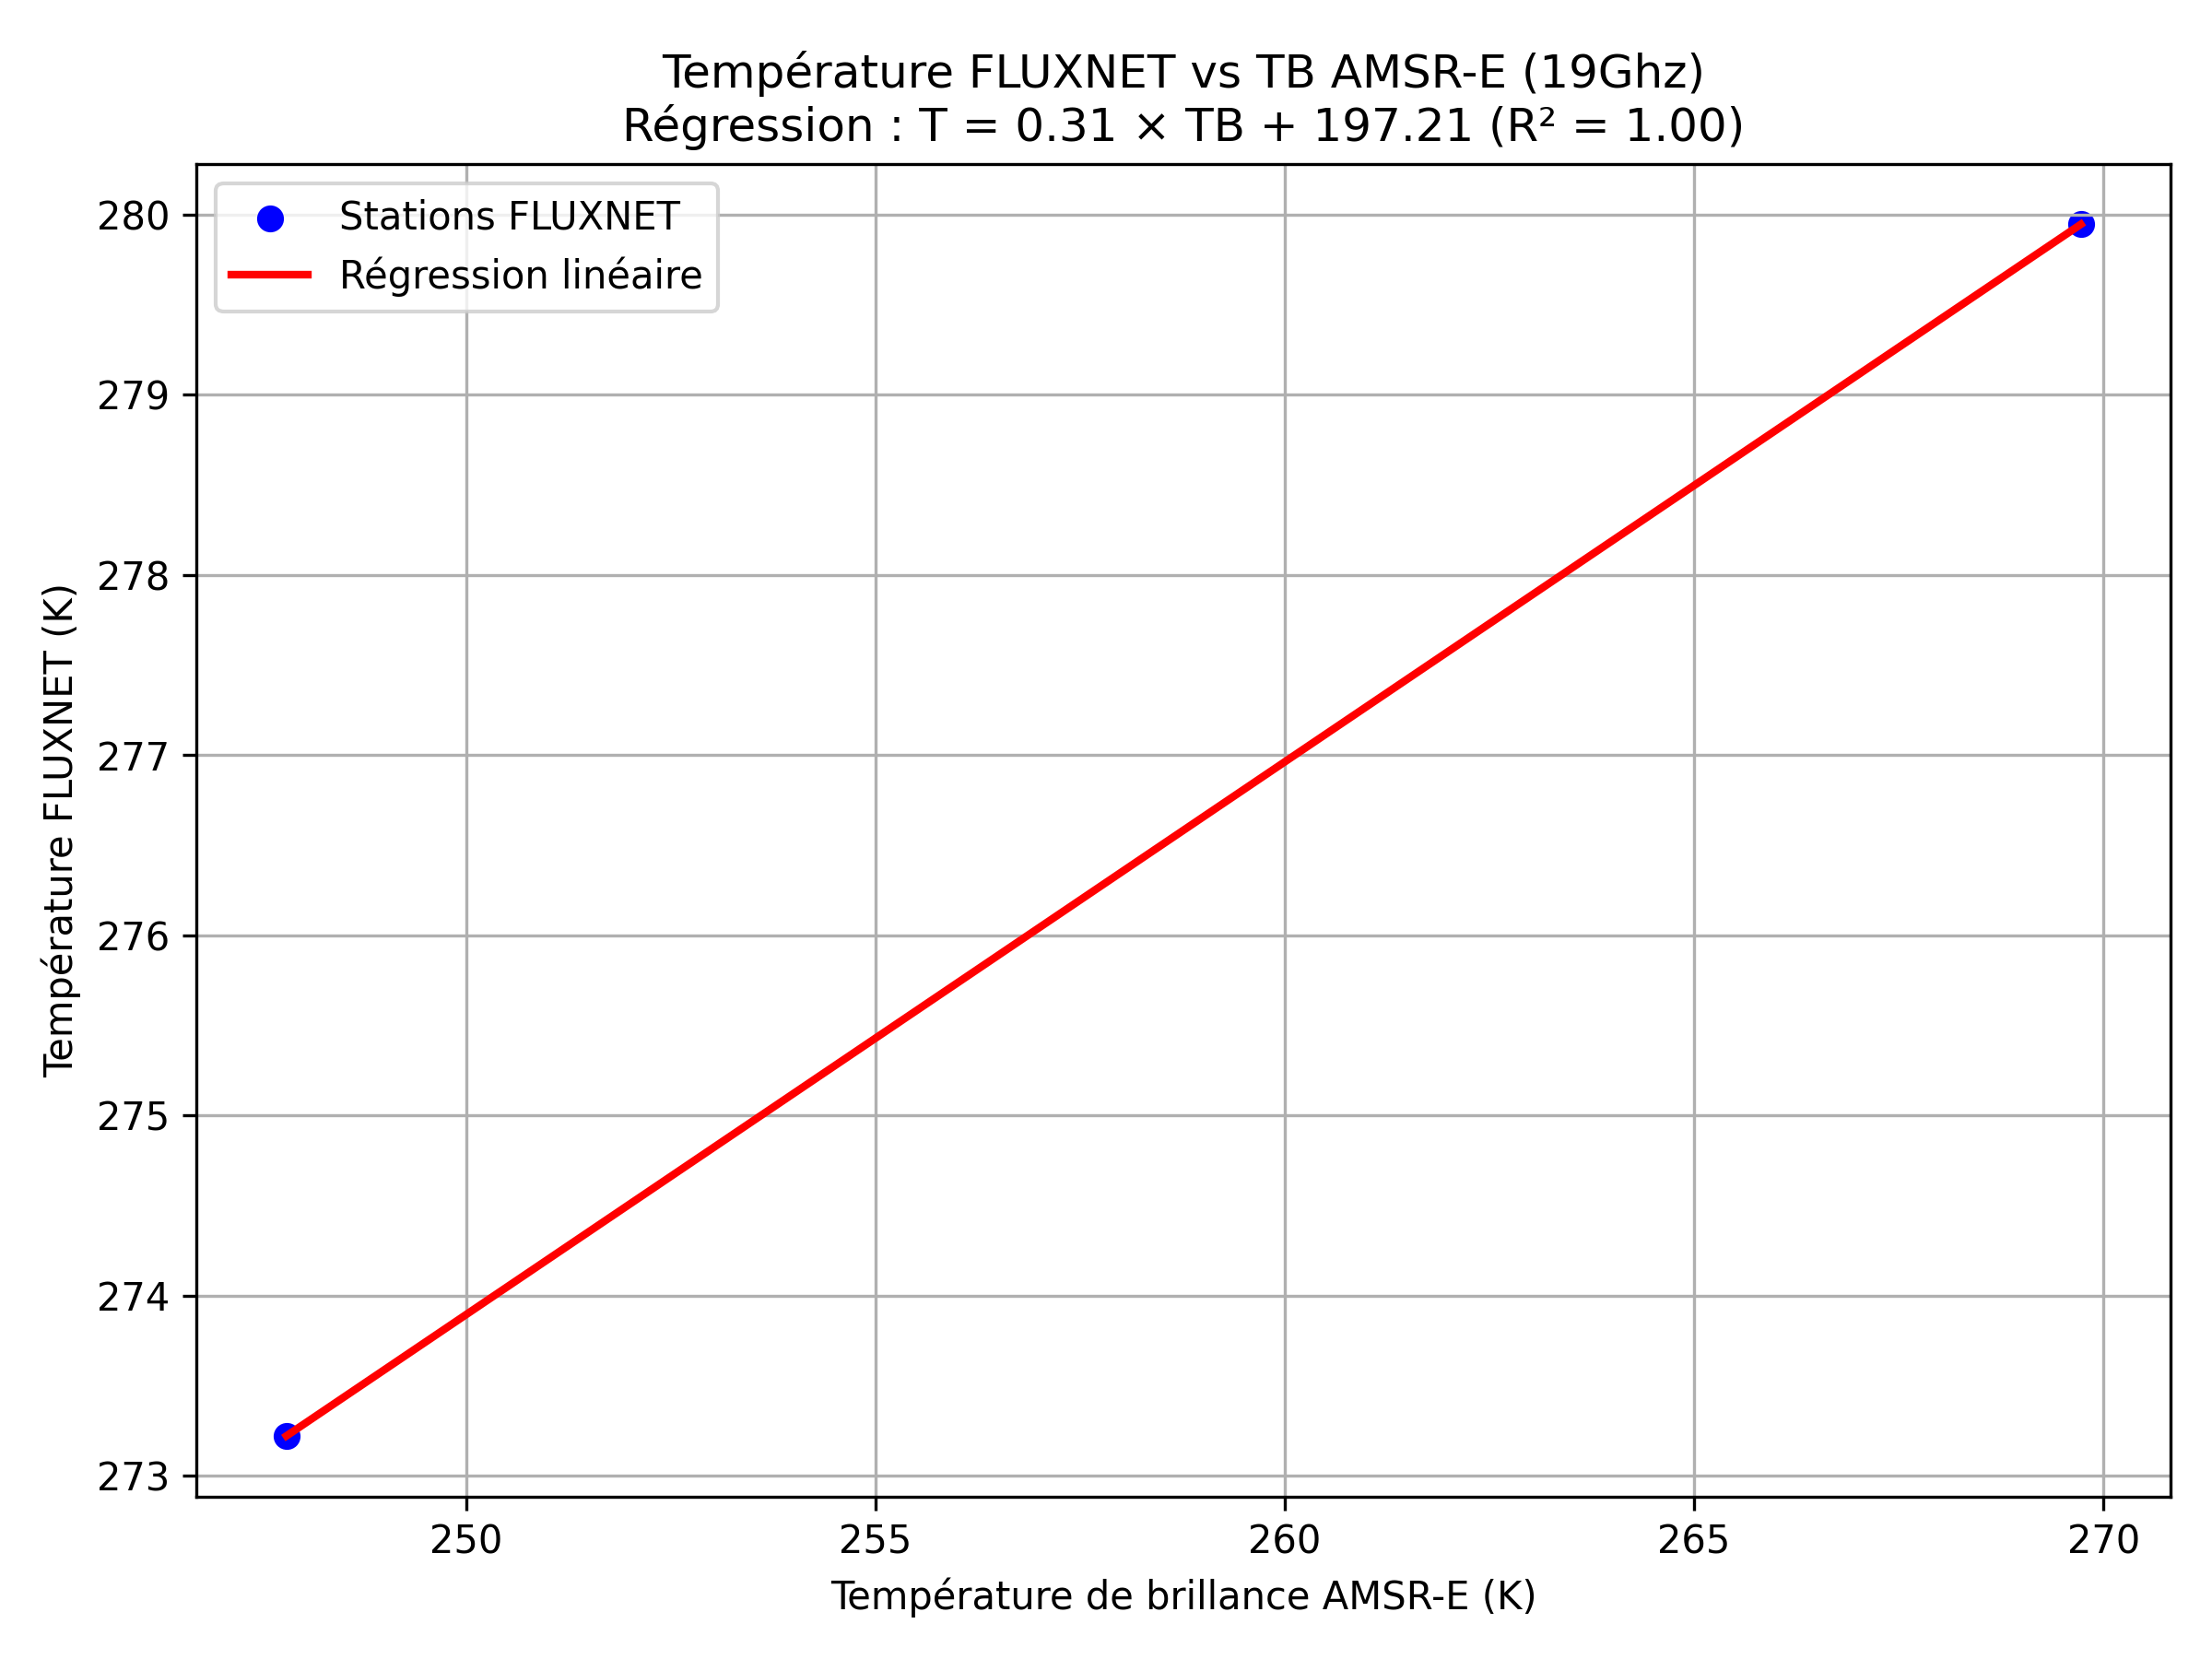 Température FLUXNET vs TB AMSR-E (19Ghz)
Régression : T = 0.31 × TB + 197.21 (R² = 1.00)
Stations FLUXNET
Régression linéaire
280
279
278
277
276
275
274
273
Température FLUXNET (K)
250
255
260
265
270
Température de brillance AMSR-E (K)